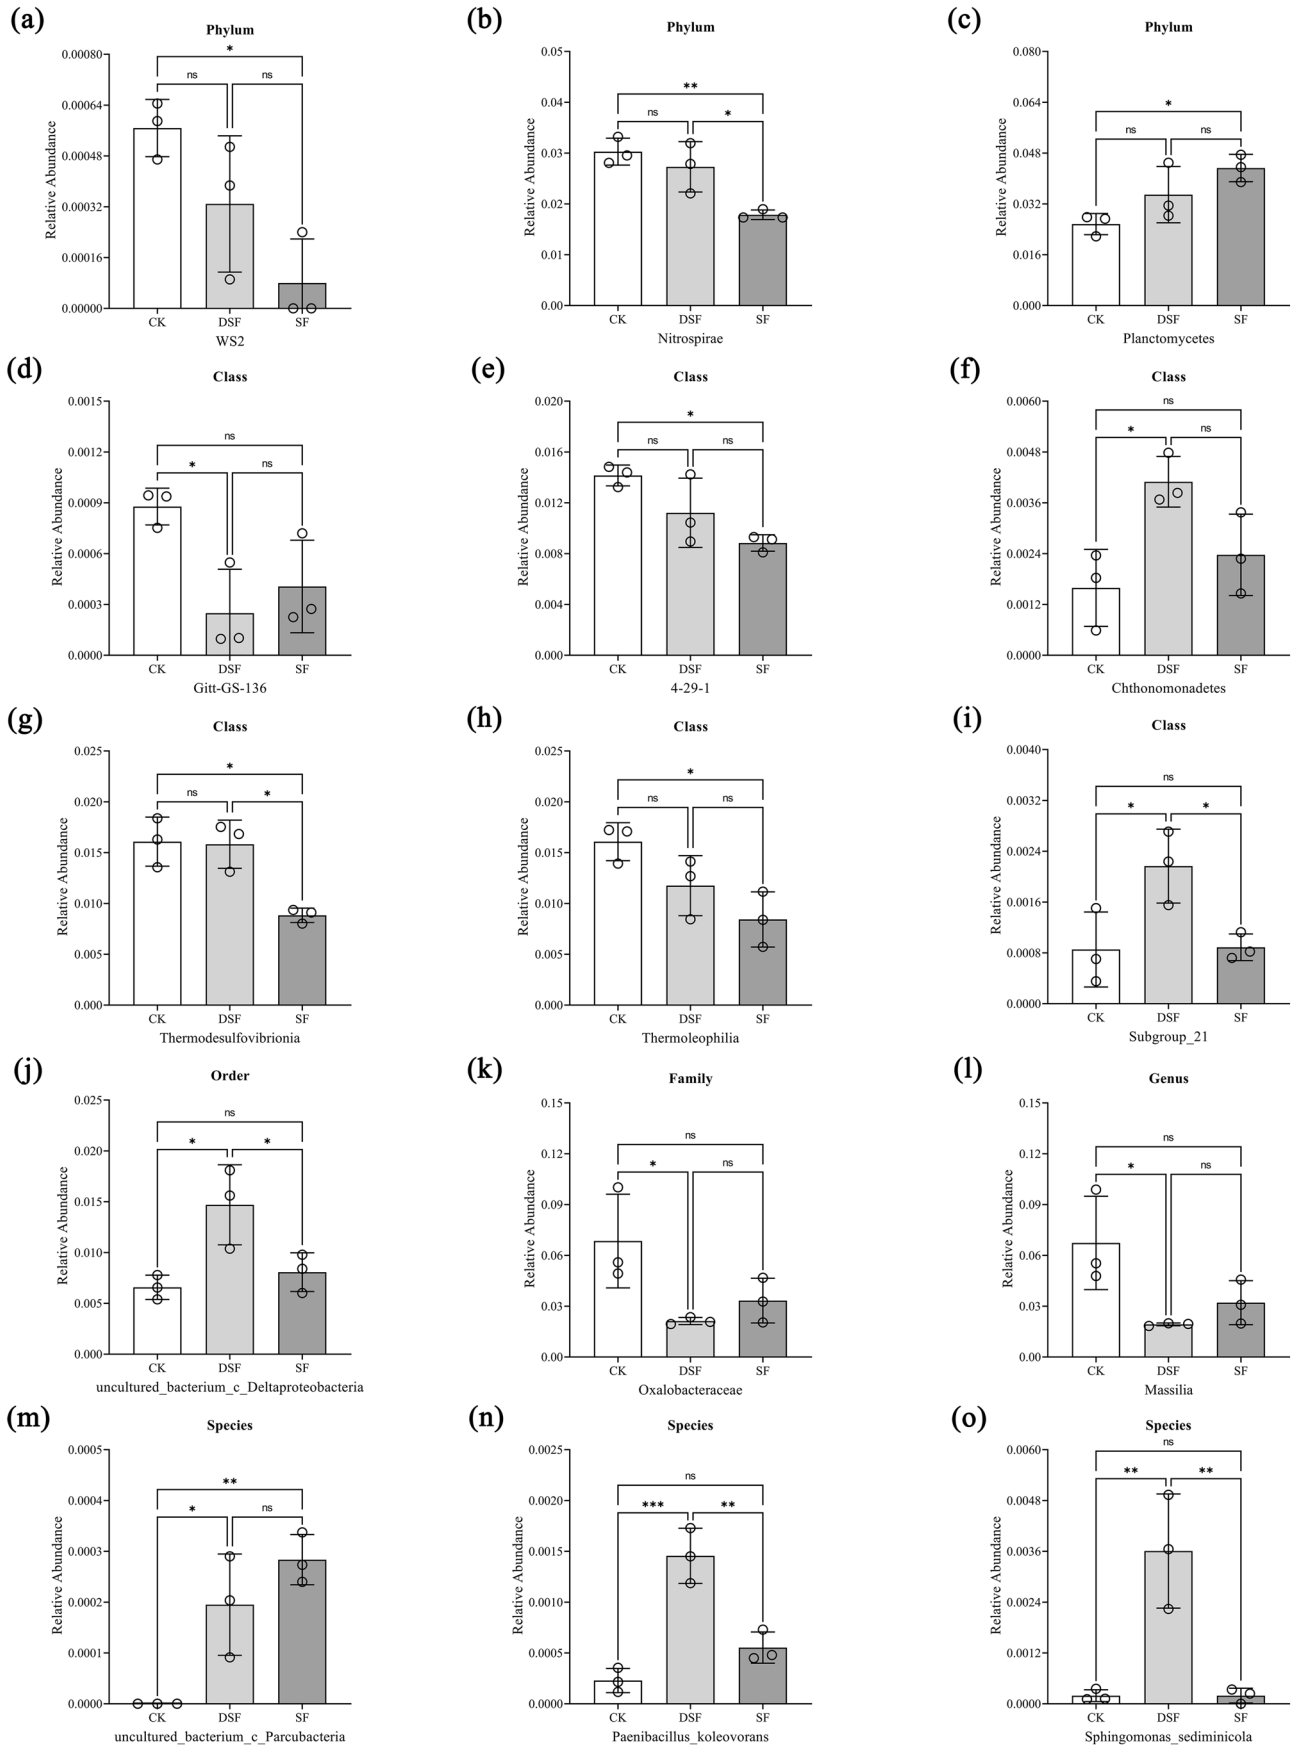 (a)
Phylum
0.00080
0.00064
0.00048
0.00032
0.00016
0.00000
Relative Abundance
*
ns
ns
CK
DSF
SF
WS2
(b)
Phylum
0.05
0.04
0.03
0.02
0.01
0.00
Relative Abundance
**
ns
*
CK
DSF
SF
Nitrospirae
(c)
Phylum
0.080
0.064
0.048
0.032
0.016
0.000
Relative Abundance
*
ns
ns
CK
DSF
SF
Planctomycetes
(d)
Class
0.0015
0.0012
0.0009
0.0006
0.0003
0.0000
Relative Abundance
ns
*
ns
CK
DSF
SF
Gitt-GS-136
(e)
Class
0.020
0.016
0.012
0.008
0.004
0.000
Relative Abundance
*
ns
ns
CK
DSF
SF
4-29-1
(f)
Class
0.0060
0.0048
0.0036
0.0024
0.0012
0.0000
Relative Abundance
ns
*
ns
CK
DSF
SF
Chthonomonadetes
(g)
Class
0.025
0.020
0.015
0.010
0.005
0.000
Relative Abundance
*
ns
*
CK
DSF
SF
Thermodesulfovibrionia
(h)
Class
0.025
0.020
0.015
0.010
0.005
0.000
Relative Abundance
*
ns
ns
CK
DSF
SF
Thermoleophilia
(i)
Class
0.0040
0.0032
0.0024
0.0016
0.0008
0.0000
Relative Abundance
ns
*
*
CK
DSF
SF
Subgroup_21
(j)
Order
0.025
0.020
0.015
0.010
0.005
0.000
Relative Abundance
ns
*
*
CK
DSF
SF
uncultured_bacterium_c_Deltaproteobacteria
(k)
Family
0.15
0.12
0.09
0.06
0.03
0.00
Relative Abundance
ns
*
ns
CK
DSF
SF
Oxalobacteraceae
(l)
Genus
0.15
0.12
0.09
0.06
0.03
0.00
Relative Abundance
ns
*
ns
CK
DSF
SF
Massilia
(m)
Species
0.0005
0.0004
0.0003
0.0002
0.0001
0.0000
Relative Abundance
**
*
ns
CK
DSF
SF
uncultured_bacterium_c_Parcubacteria
(n)
Species
0.0025
0.0020
0.0015
0.0010
0.0005
0.0000
Relative Abundance
ns
***
**
CK
DSF
SF
Paenibacillus_koleovorans
(o)
Species
0.0060
0.0048
0.0036
0.0024
0.0012
0.0000
Relative Abundance
ns
**
**
CK
DSF
SF
Sphingomonas_sediminicola